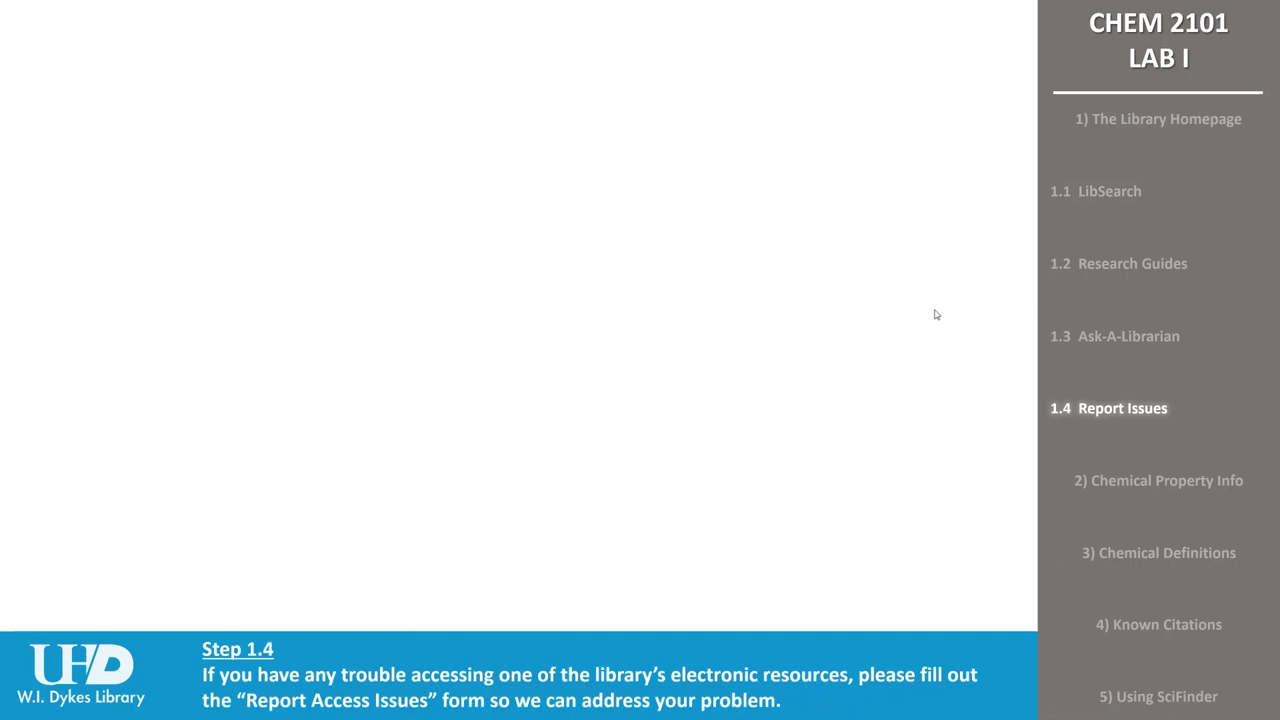 CHEM 2101
LAB I
1) The Library Homepage
1.1 LibSearch
1.2 Research Guides
1.3 Ask-A-Librarian
1.4 Report Issues
2) Chemical Property Info
3) Chemical Definitions
4) Known Citations
5) Using SciFinder
UHD
W.I. Dykes Library
Step 1.4
If you have any trouble accessing one of the library’s electronic resources, please fill out
the “Report Access Issues” form so we can address your problem.